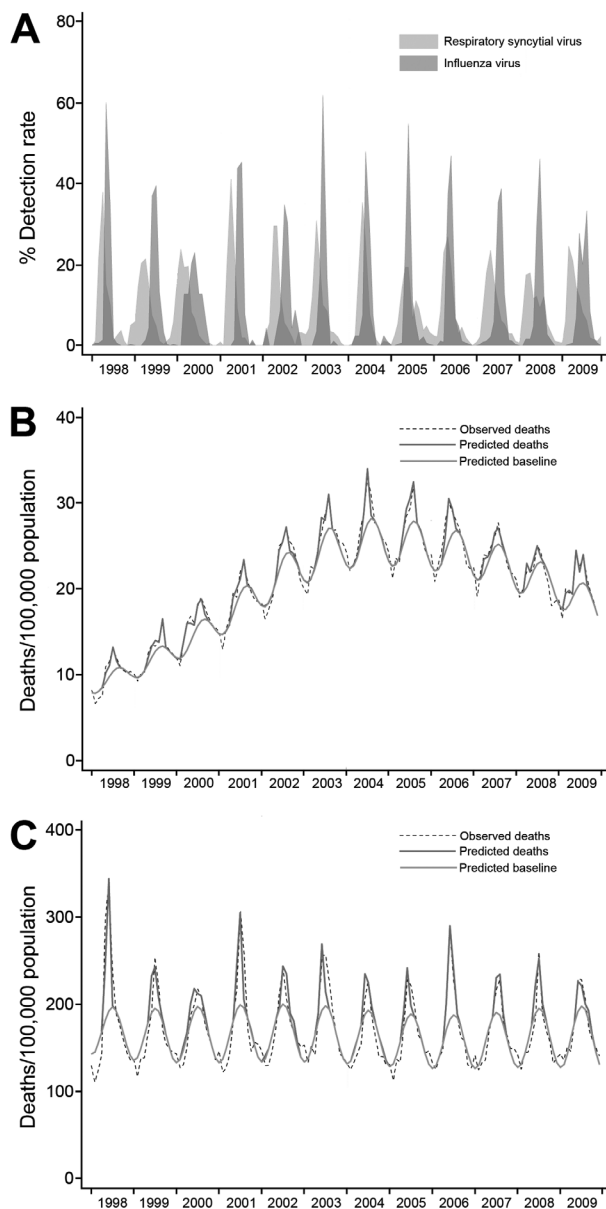 A
80
60
40
20
0
% Detection rate
Respiratory syncytial virus
Influenza virus
1998 1999 2000 2001 2002 2003 2004 2005 2006 2007 2008 2009
B
40
30
20
10
0
Deaths/100,000 population
Observed deaths
Predicted deaths
Predicted baseline
1998 1999 2000 2001 2002 2003 2004 2005 2006 2007 2008 2009
C
400
300
200
100
0
Deaths/100,000 population
Observed deaths
Predicted deaths
Predicted baseline
1998 1999 2000 2001 2002 2003 2004 2005 2006 2007 2008 2009